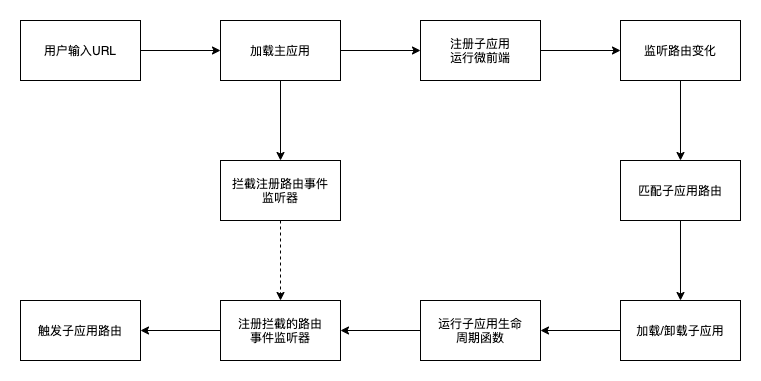 用户输入URL
加载主应用
注册子应用
运行微前端
监听路由变化
拦截注册路由事件
监听器
匹配子应用路由
触发子应用路由
注册拦截的路由
事件监听器
运行子应用生命
周期函数
加载/卸载子应用